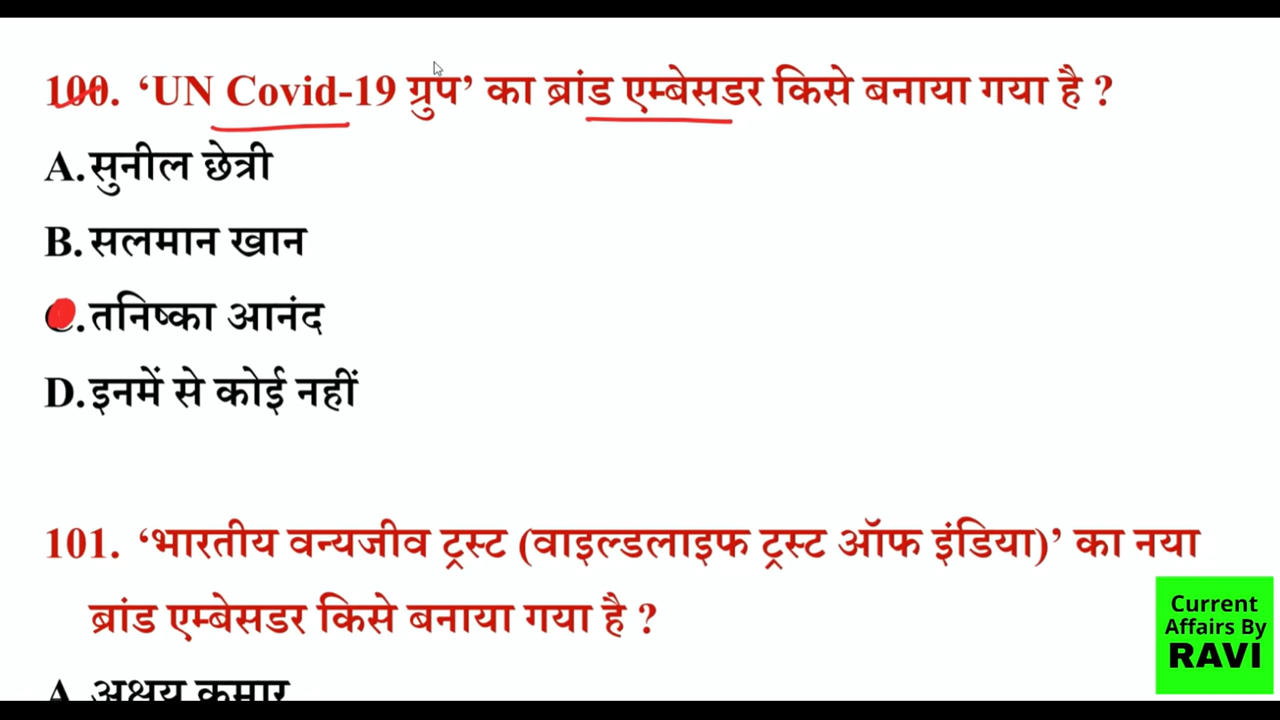 100. ‘UN Covid-19 ग्रुप’ का ब्रांड एम्बेसडर किसे बनाया गया है ?
A. सुनील छेत्री
B. सलमान खान
C. तनिष्का आनंद
D. इनमें से कोई नहीं
101. ‘भारतीय वन्यजीव ट्रस्ट (वाइल्डलाइफ ट्रस्ट ऑफ इंडिया)’ का नया
ब्रांड एम्बेसडर किसे बनाया गया है ?
A. अक्षय कुमार
Current
Affairs By
RAVI